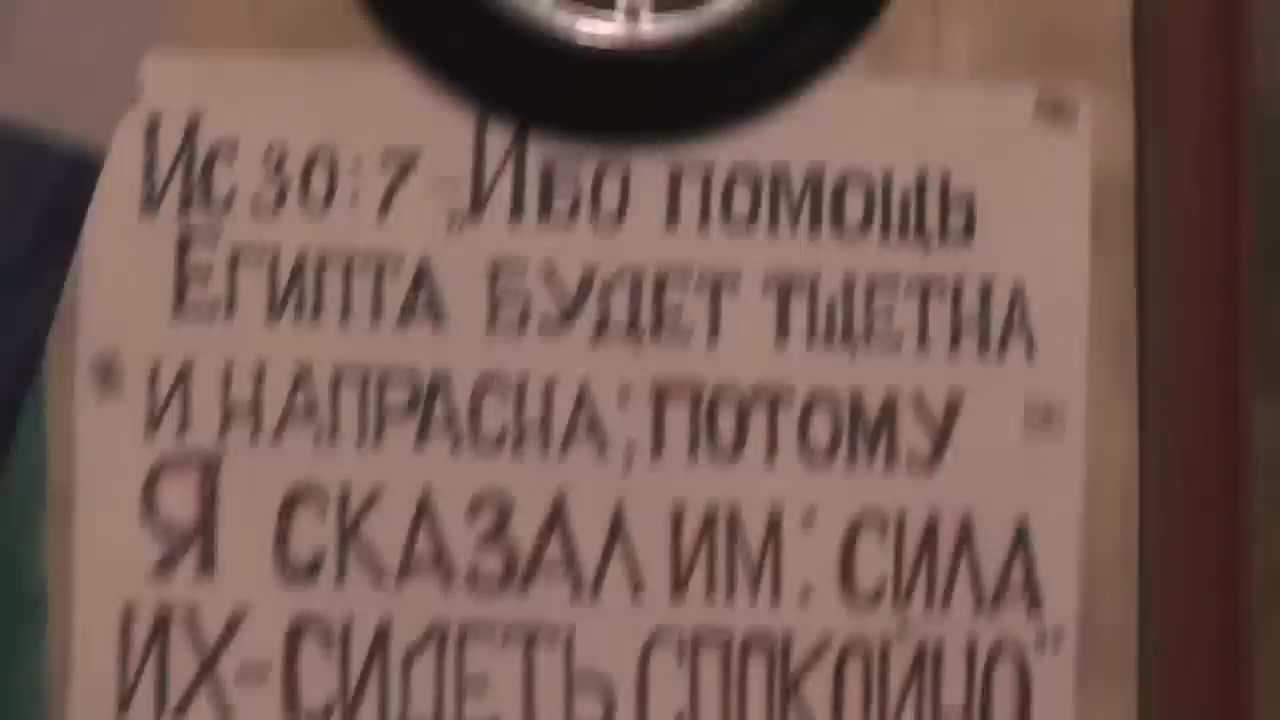 Ис 30:7 „Ибо помощь
Египта будет тщетна
и напрасна; потому
Я сказал им: сила
их-сидеть спокойно"